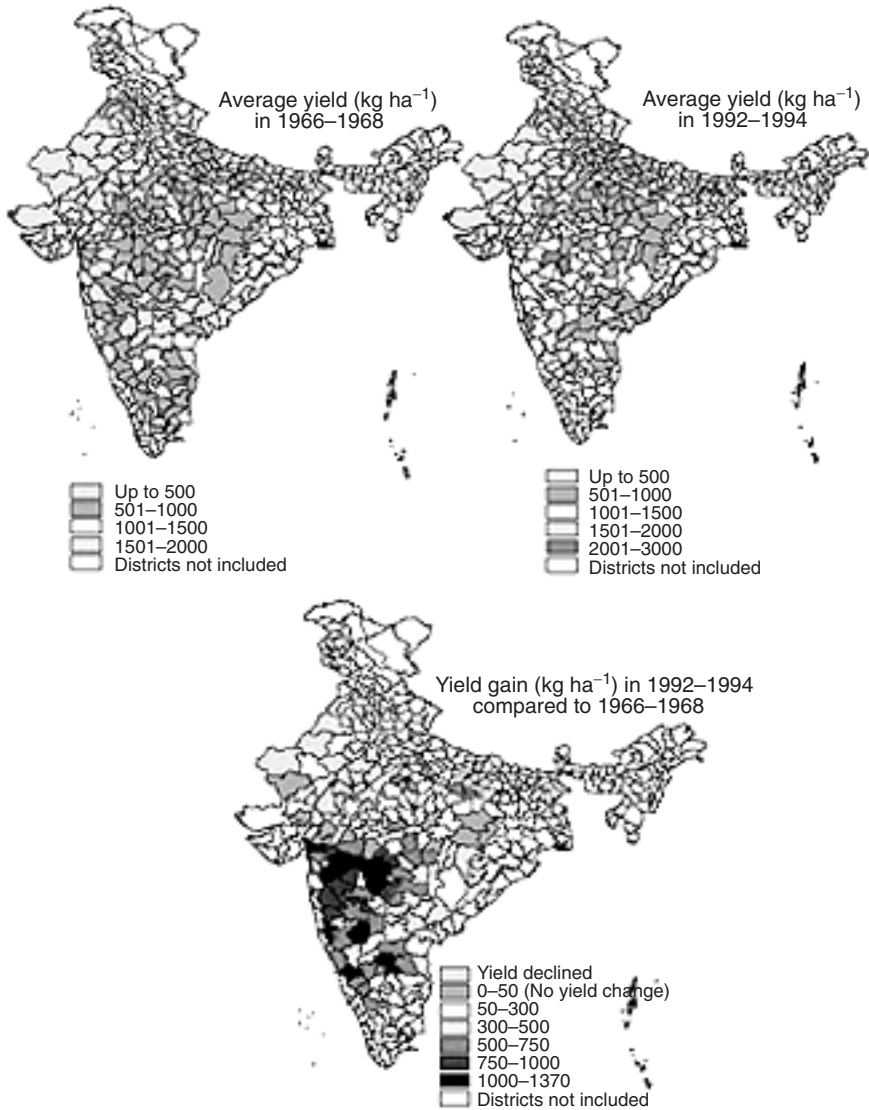 Average yield (kg ha⁻¹)
in 1966–1968
Average yield (kg ha⁻¹)
in 1992–1994
Up to 500
501–1000
1001–1500
1501–2000
Districts not included
Up to 500
501–1000
1001–1500
1501–2000
2001–3000
Districts not included
Yield gain (kg ha⁻¹) in 1992–1994
compared to 1966–1968
Yield declined
0–50 (No yield change)
50–300
300–500
500–750
750–1000
1000–1370
Districts not included